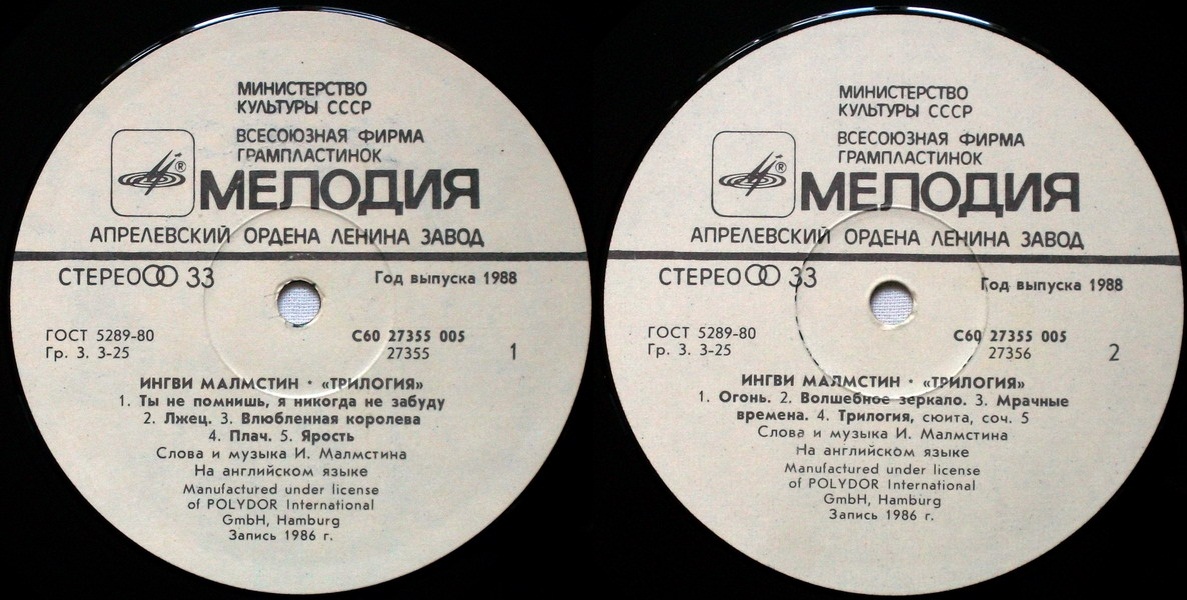 МИНИСТЕРСТВО
КУЛЬТУРЫ СССР
ВСЕСОЮЗНАЯ ФИРМА
ГРАМПЛАСТИНОК
®
МЕЛОДИЯ
АПРЕЛЕВСКИЙ ОРДЕНА ЛЕНИНА ЗАВОД
СТЕРЕО 33 Год выпуска 1988
ГОСТ 5289-80 С60 27355 005
Гр. 3. 3-25 27355 1
ИНГВИ МАЛМСТИН · «ТРИЛОГИЯ»
1. Ты не помнишь, я никогда не забуду
2. Лжец. 3. Влюбленная королева
4. Плач. 5. Ярость
Слова и музыка И. Малмстина
На английском языке
Manufactured under license
of POLYDOR International
GmbH, Hamburg
Запись 1986 г.
МИНИСТЕРСТВО
КУЛЬТУРЫ СССР
ВСЕСОЮЗНАЯ ФИРМА
ГРАМПЛАСТИНОК
®
МЕЛОДИЯ
АПРЕЛЕВСКИЙ ОРДЕНА ЛЕНИНА ЗАВОД
СТЕРЕО 33 Год выпуска 1988
ГОСТ 5289-80 С60 27355 005
Гр. 3. 3-25 27356 2
ИНГВИ МАЛМСТИН · «ТРИЛОГИЯ»
1. Огонь. 2. Волшебное зеркало. 3. Мрачные
времена. 4. Трилогия, сюита, соч. 5
Слова и музыка И. Малмстина
На английском языке
Manufactured under license
of POLYDOR International
GmbH, Hamburg
Запись 1986 г.